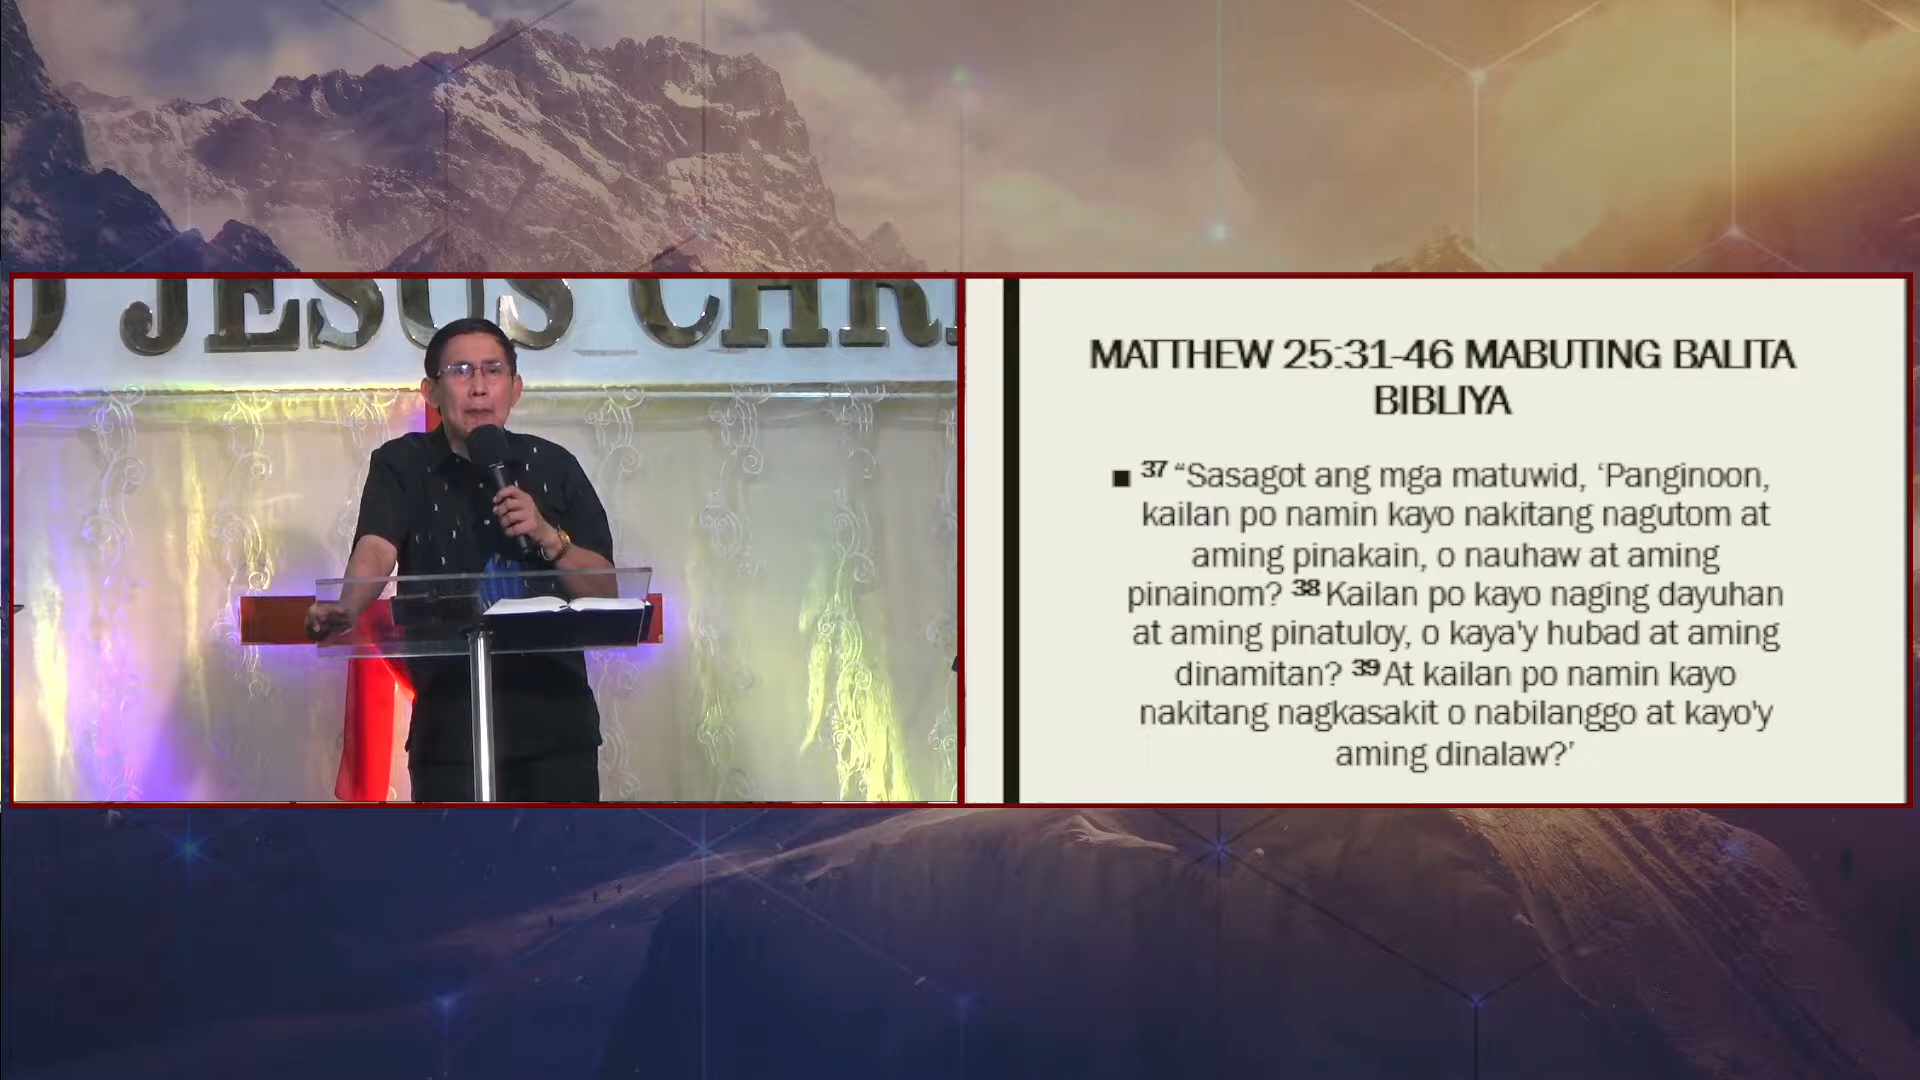 JESUS CHR
MATTHEW 25:31-46 MABUTING BALITA
BIBLIYA
■ 37 “Sasagot ang mga matuwid, ‘Panginoon,
kailan po namin kayo nakitang nagutom at
aming pinakain, o nauhaw at aming
pinainom? 38 Kailan po kayo naging dayuhan
at aming pinatuloy, o kaya'y hubad at aming
dinamitan? 39 At kailan po namin kayo
nakitang nagkasakit o nabilanggo at kayo'y
aming dinalaw?’